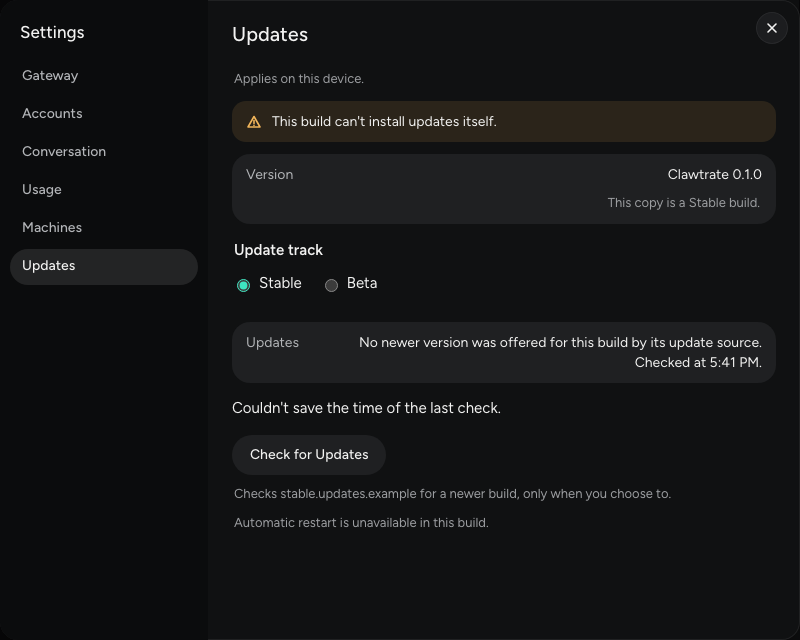 Settings
Gateway
Accounts
Conversation
Usage
Machines
Updates
Updates
Applies on this device.
This build can't install updates itself.
Version
Clawtrate 0.1.0
This copy is a Stable build.
Update track
Stable
Beta
Updates
No newer version was offered for this build by its update source.
Checked at 5:41 PM.
Couldn't save the time of the last check.
Check for Updates
Checks stable.updates.example for a newer build, only when you choose to.
Automatic restart is unavailable in this build.